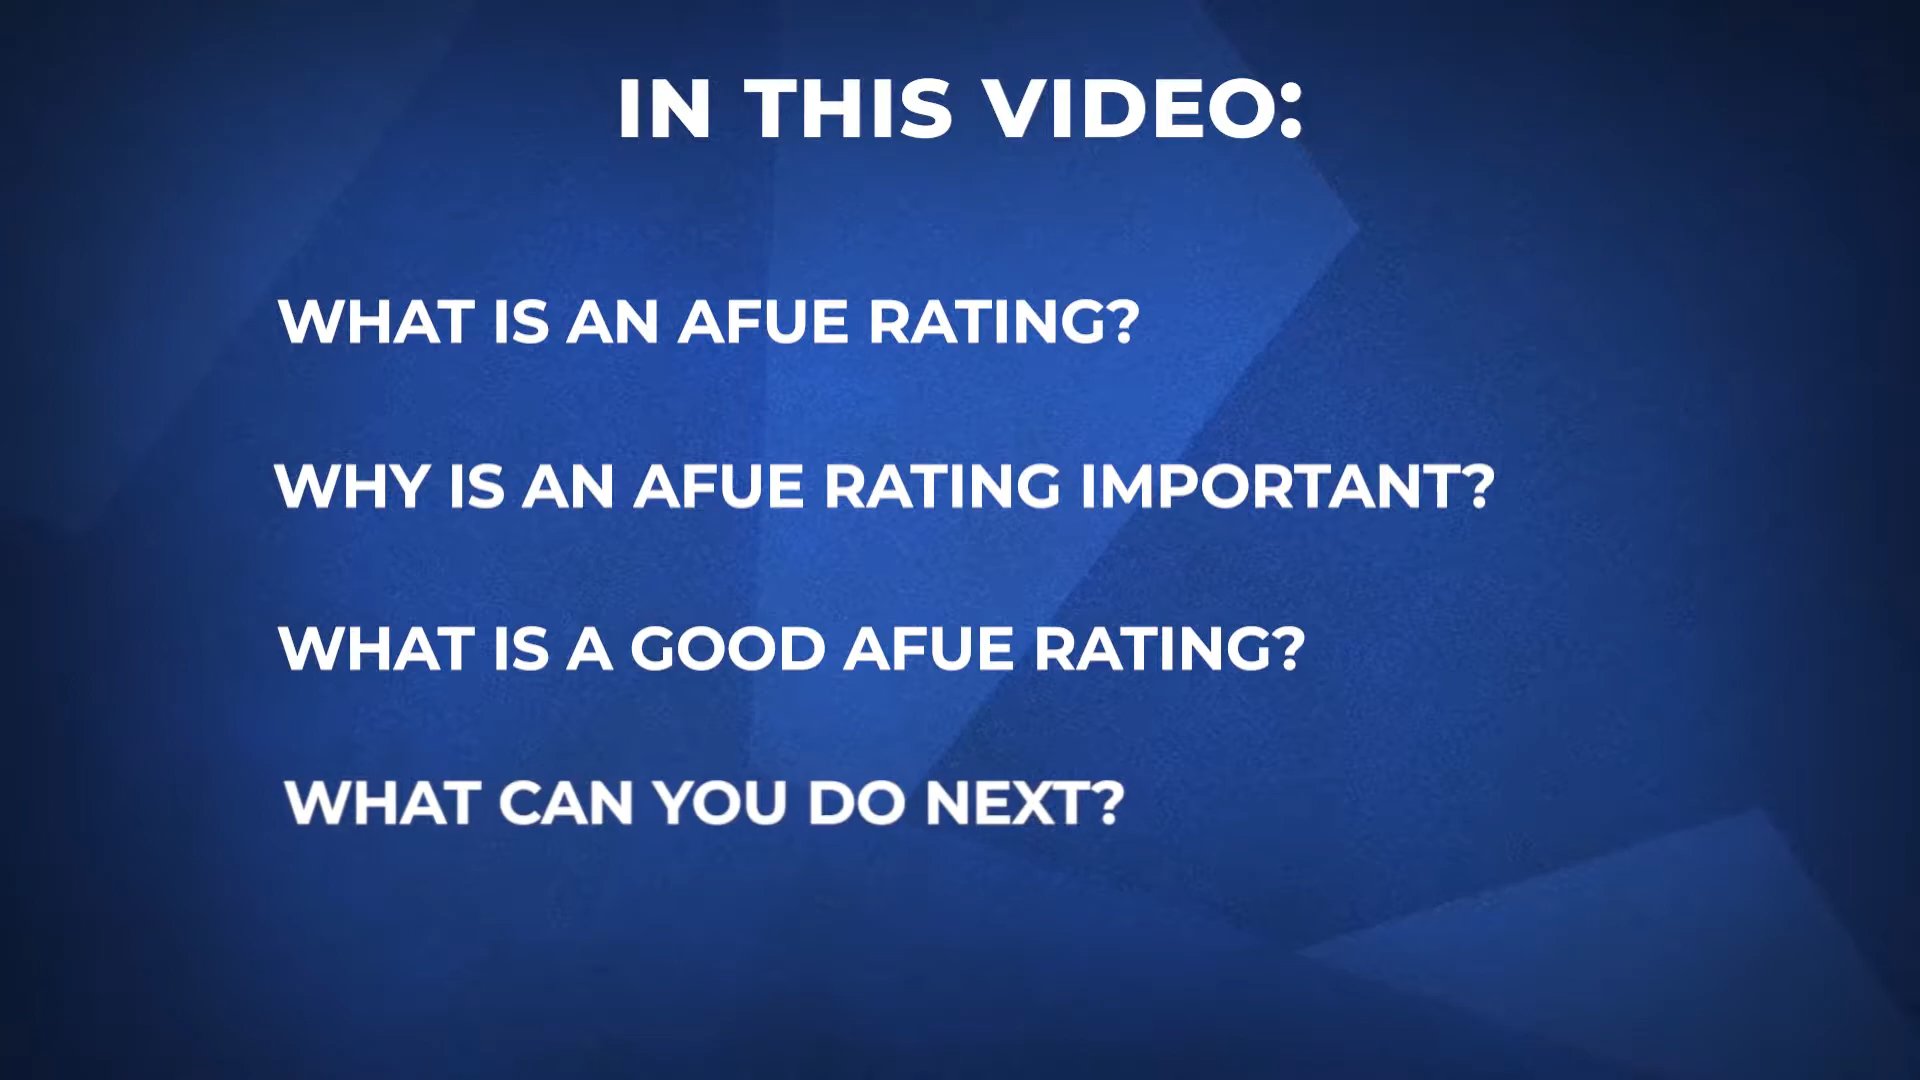 IN THIS VIDEO:
WHAT IS AN AFUE RATING?
WHY IS AN AFUE RATING IMPORTANT?
WHAT IS A GOOD AFUE RATING?
WHAT CAN YOU DO NEXT?